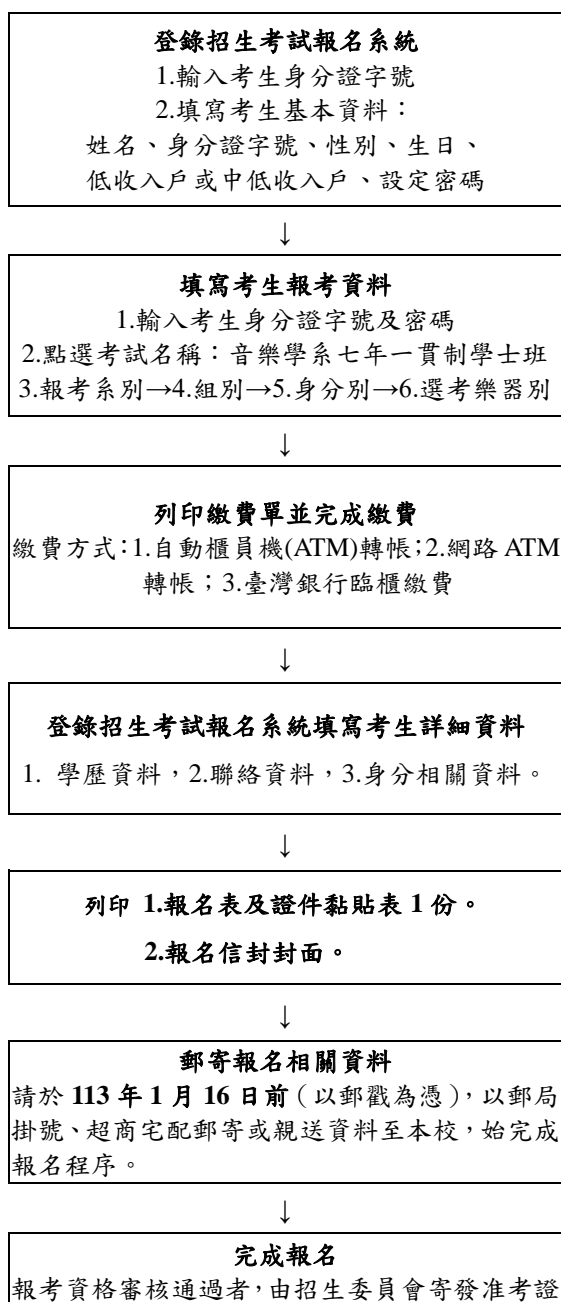 登錄招生考試報名系統
1.輸入考生身分證字號
2.填寫考生基本資料：
姓名、身分證字號、性別、生日、
低收入戶或中低收入戶、設定密碼
↓
填寫考生報考資料
1.輸入考生身分證字號及密碼
2.點選考試名稱：音樂學系七年一貫制學士班
3.報考系別→4.組別→5.身分別→6.選考樂器別
↓
列印繳費單並完成繳費
繳費方式：1.自動櫃員機(ATM)轉帳；2.網路 ATM
轉帳；3.臺灣銀行臨櫃繳費
↓
登錄招生考試報名系統填寫考生詳細資料
1. 學歷資料，2.聯絡資料，3.身分相關資料。
↓
列印 1.報名表及證件黏貼表 1 份。
2.報名信封封面。
↓
郵寄報名相關資料
請於 113 年 1 月 16 日前（以郵戳為憑），以郵局
掛號、超商宅配郵寄或親送資料至本校，始完成
報名程序。
↓
完成報名
報考資格審核通過者，由招生委員會寄發准考證